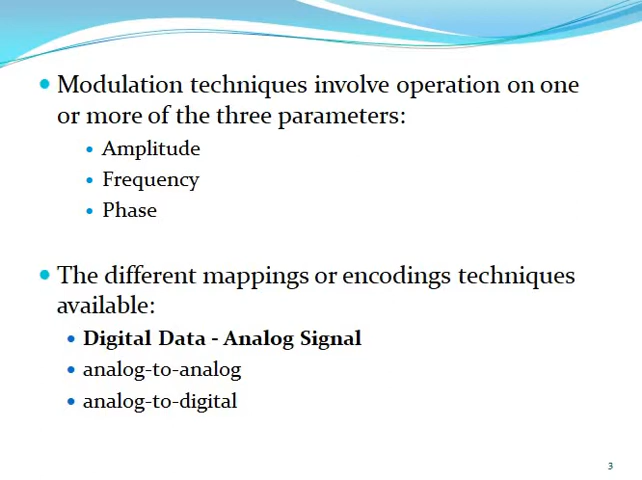 • Modulation techniques involve operation on one
or more of the three parameters:
• Amplitude
• Frequency
• Phase
• The different mappings or encodings techniques
available:
• Digital Data - Analog Signal
• analog-to-analog
• analog-to-digital
3